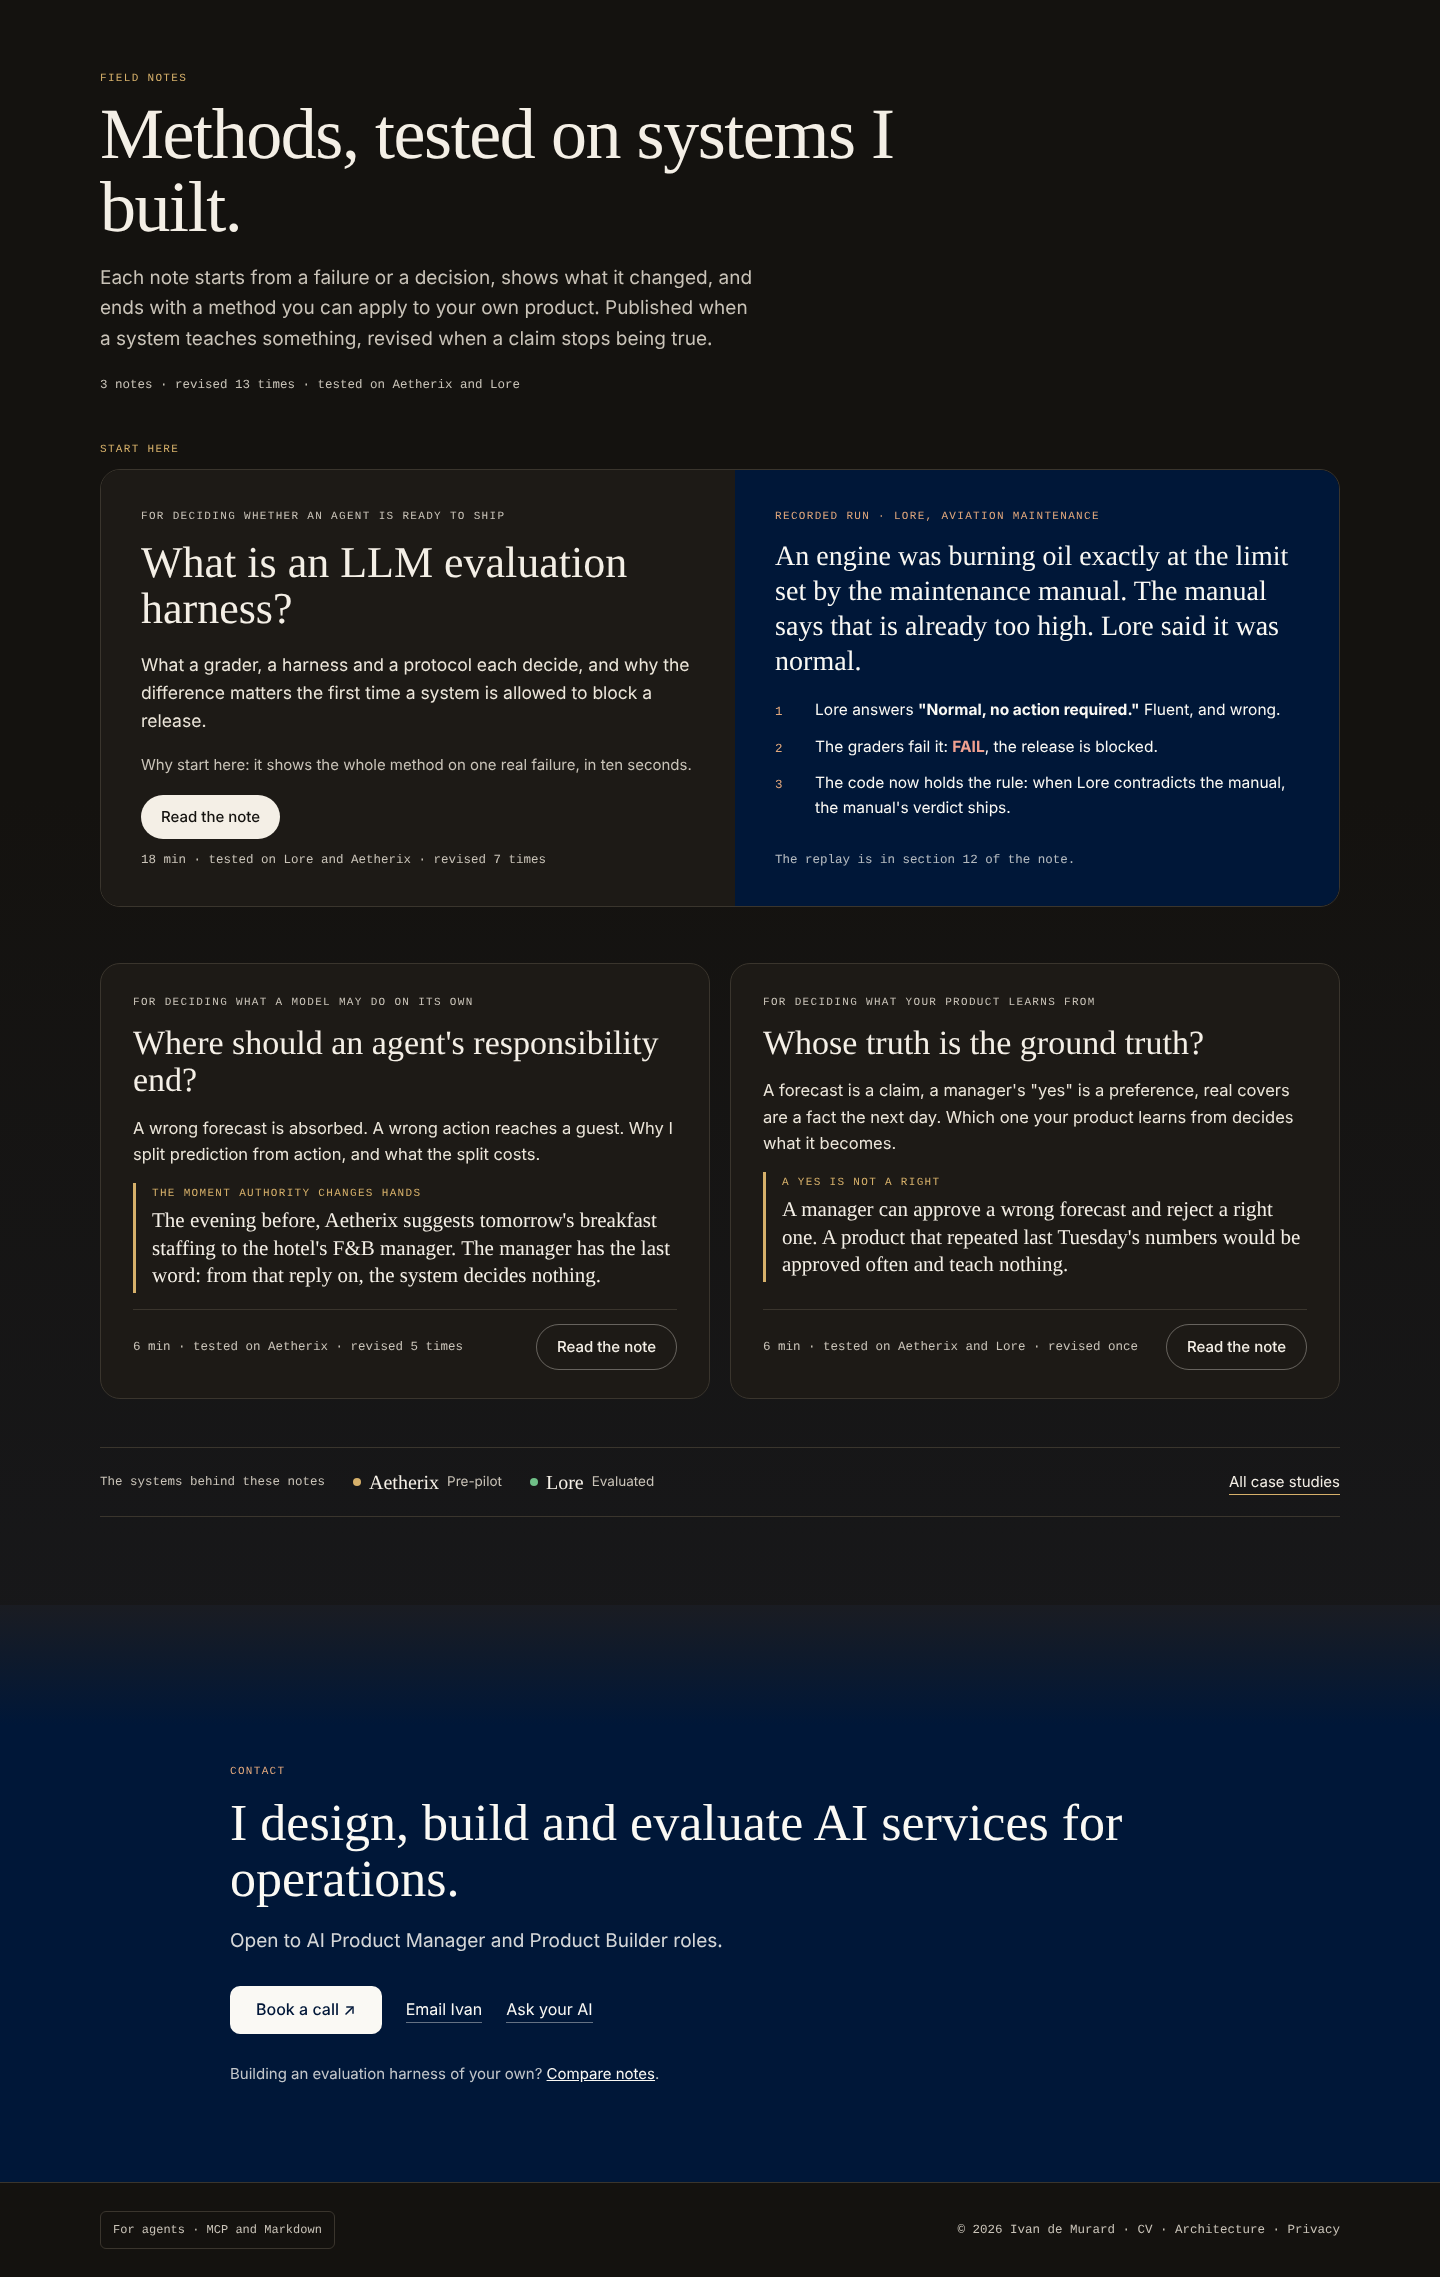 FIELD NOTES
Methods, tested on systems I
built.
Each note starts from a failure or a decision, shows what it changed, and
ends with a method you can apply to your own product. Published when
a system teaches something, revised when a claim stops being true.
3 notes · revised 13 times · tested on Aetherix and Lore
START HERE
FOR DECIDING WHETHER AN AGENT IS READY TO SHIP
What is an LLM evaluation
harness?
What a grader, a harness and a protocol each decide, and why the
difference matters the first time a system is allowed to block a
release.
Why start here: it shows the whole method on one real failure, in ten seconds.
Read the note
18 min · tested on Lore and Aetherix · revised 7 times
RECORDED RUN · LORE, AVIATION MAINTENANCE
An engine was burning oil exactly at the limit
set by the maintenance manual. The manual
says that is already too high. Lore said it was
normal.
1 Lore answers "Normal, no action required." Fluent, and wrong.
2 The graders fail it: FAIL, the release is blocked.
3 The code now holds the rule: when Lore contradicts the manual,
the manual's verdict ships.
The replay is in section 12 of the note.
FOR DECIDING WHAT A MODEL MAY DO ON ITS OWN
Where should an agent's responsibility
end?
A wrong forecast is absorbed. A wrong action reaches a guest. Why I
split prediction from action, and what the split costs.
THE MOMENT AUTHORITY CHANGES HANDS
The evening before, Aetherix suggests tomorrow's breakfast
staffing to the hotel's F&B manager. The manager has the last
word: from that reply on, the system decides nothing.
6 min · tested on Aetherix · revised 5 times
Read the note
FOR DECIDING WHAT YOUR PRODUCT LEARNS FROM
Whose truth is the ground truth?
A forecast is a claim, a manager's "yes" is a preference, real covers
are a fact the next day. Which one your product learns from decides
what it becomes.
A YES IS NOT A RIGHT
A manager can approve a wrong forecast and reject a right
one. A product that repeated last Tuesday's numbers would be
approved often and teach nothing.
6 min · tested on Aetherix and Lore · revised once
Read the note
The systems behind these notes
Aetherix Pre-pilot
Lore Evaluated
All case studies
CONTACT
I design, build and evaluate AI services for
operations.
Open to AI Product Manager and Product Builder roles.
Book a call ↗
Email Ivan
Ask your AI
Building an evaluation harness of your own? Compare notes.
For agents · MCP and Markdown
© 2026 Ivan de Murard · CV · Architecture · Privacy